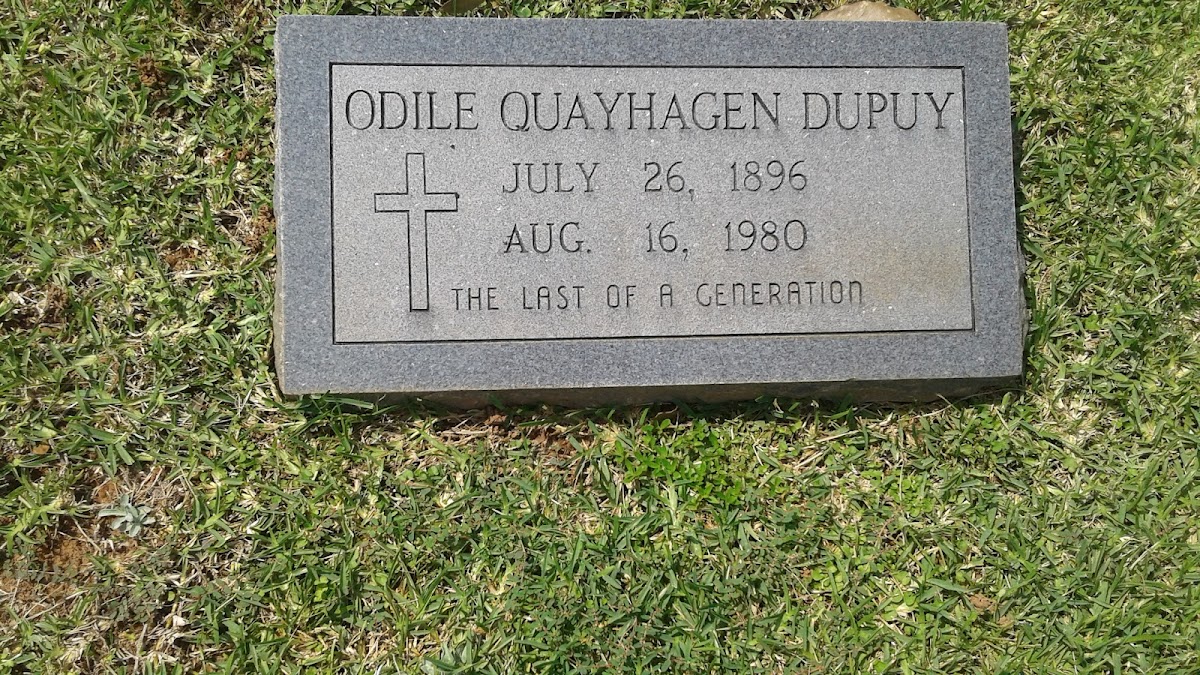 ODILE QUAYHAGEN DUPUY
JULY 26, 1896
AUG. 16, 1980
THE LAST OF A GENERATION